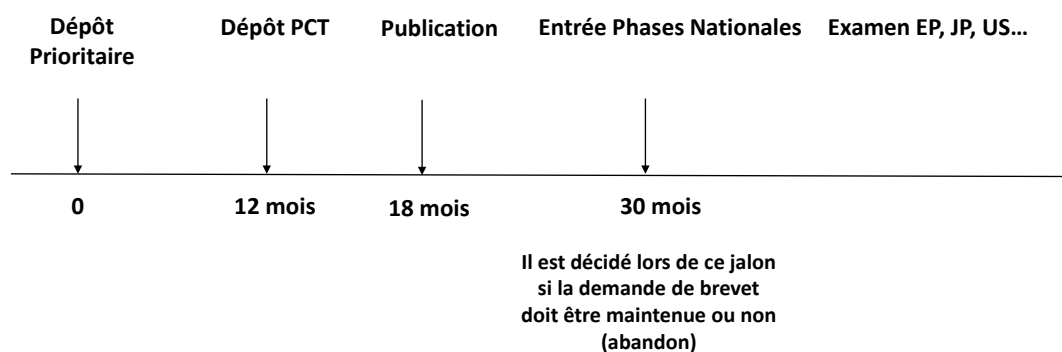 Dépôt
Prioritaire
Dépôt PCT
Publication
Entrée Phases Nationales
Examen EP, JP, US…
0
12 mois
18 mois
30 mois
Il est décidé lors de ce jalon
si la demande de brevet
doit être maintenue ou non
(abandon)